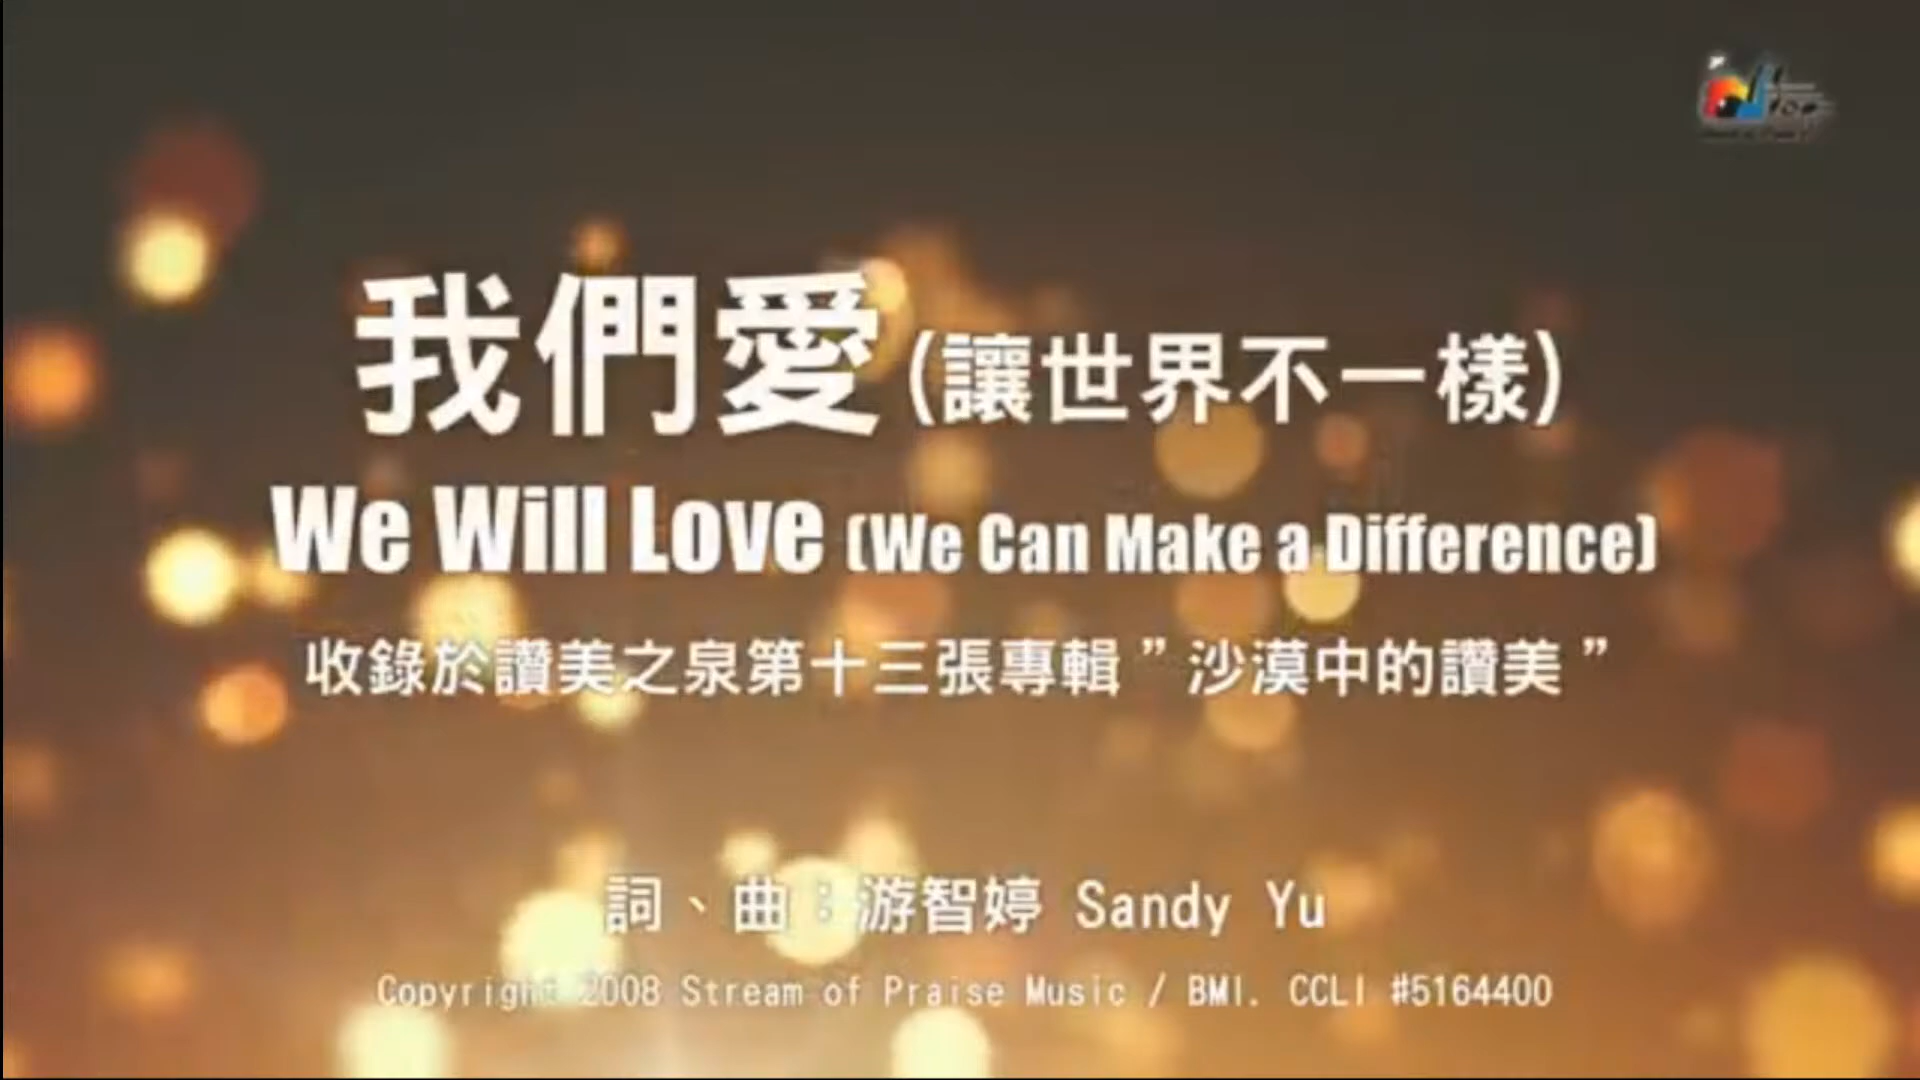 我們愛(讓世界不一樣)
We Will Love (We Can Make a Difference)
收錄於讚美之泉第十三張專輯 ” 沙漠中的讚美 ”
詞、曲：游智婷 Sandy Yu
Copyright 2008 Stream of Praise Music / BMI. CCLI #5164400